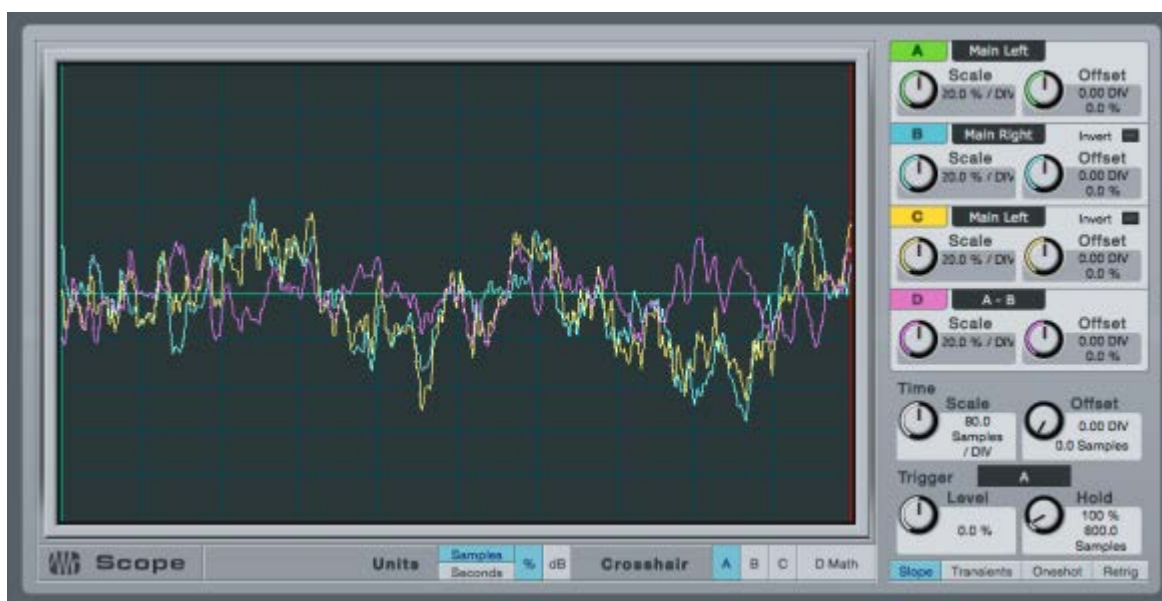 A Main Left
Scale Offset
20.0 % / DIV 0.00 DIV
0.0 %
B Main Right Invert
Scale Offset
20.0 % / DIV 0.00 DIV
0.0 %
C Main Left Invert
Scale Offset
20.0 % / DIV 0.00 DIV
0.0 %
D A - B
Scale Offset
20.0 % / DIV 0.00 DIV
0.0 %
Time
Scale Offset
80.0 Samples / DIV 0.00 DIV
0.0 Samples
Trigger A
Level Hold
0.0 % 100 %
800.0
Samples
Slope Transients Oneshot Retrig
Scope Units Samples Seconds % dB Crosshair A B C D Math